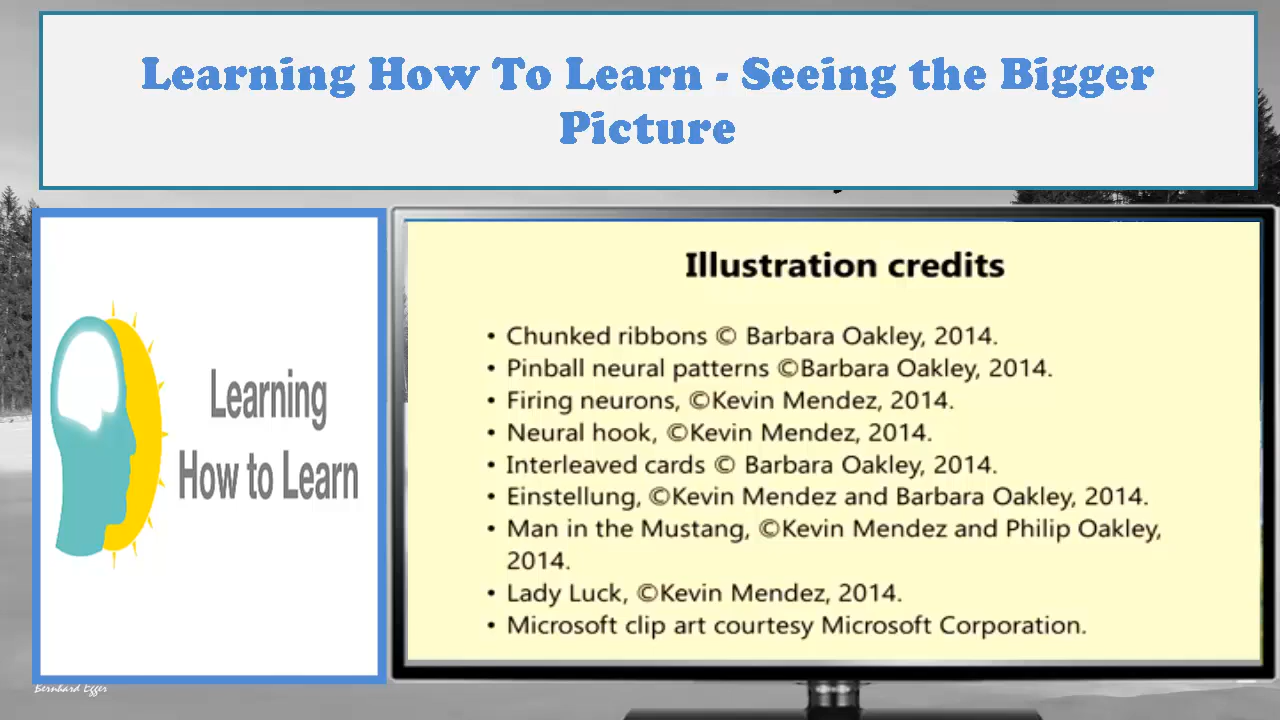 Learning How To Learn - Seeing the Bigger
Picture
Learning
How to Learn
Illustration credits
• Chunked ribbons © Barbara Oakley, 2014.
• Pinball neural patterns ©Barbara Oakley, 2014.
• Firing neurons, ©Kevin Mendez, 2014.
• Neural hook, ©Kevin Mendez, 2014.
• Interleaved cards © Barbara Oakley, 2014.
• Einstellung, ©Kevin Mendez and Barbara Oakley, 2014.
• Man in the Mustang, ©Kevin Mendez and Philip Oakley,
2014.
• Lady Luck, ©Kevin Mendez, 2014.
• Microsoft clip art courtesy Microsoft Corporation.
Bernhard Egger